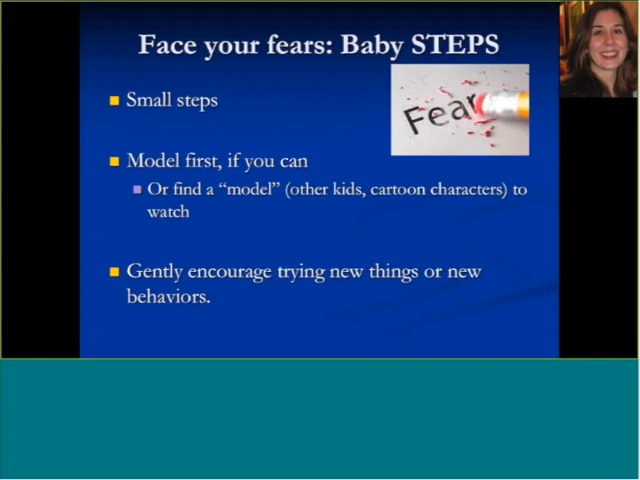 Face your fears: Baby STEPS
Small steps
Fear
Model first, if you can
Or find a “model” (other kids, cartoon characters) to
watch
Gently encourage trying new things or new
behaviors.